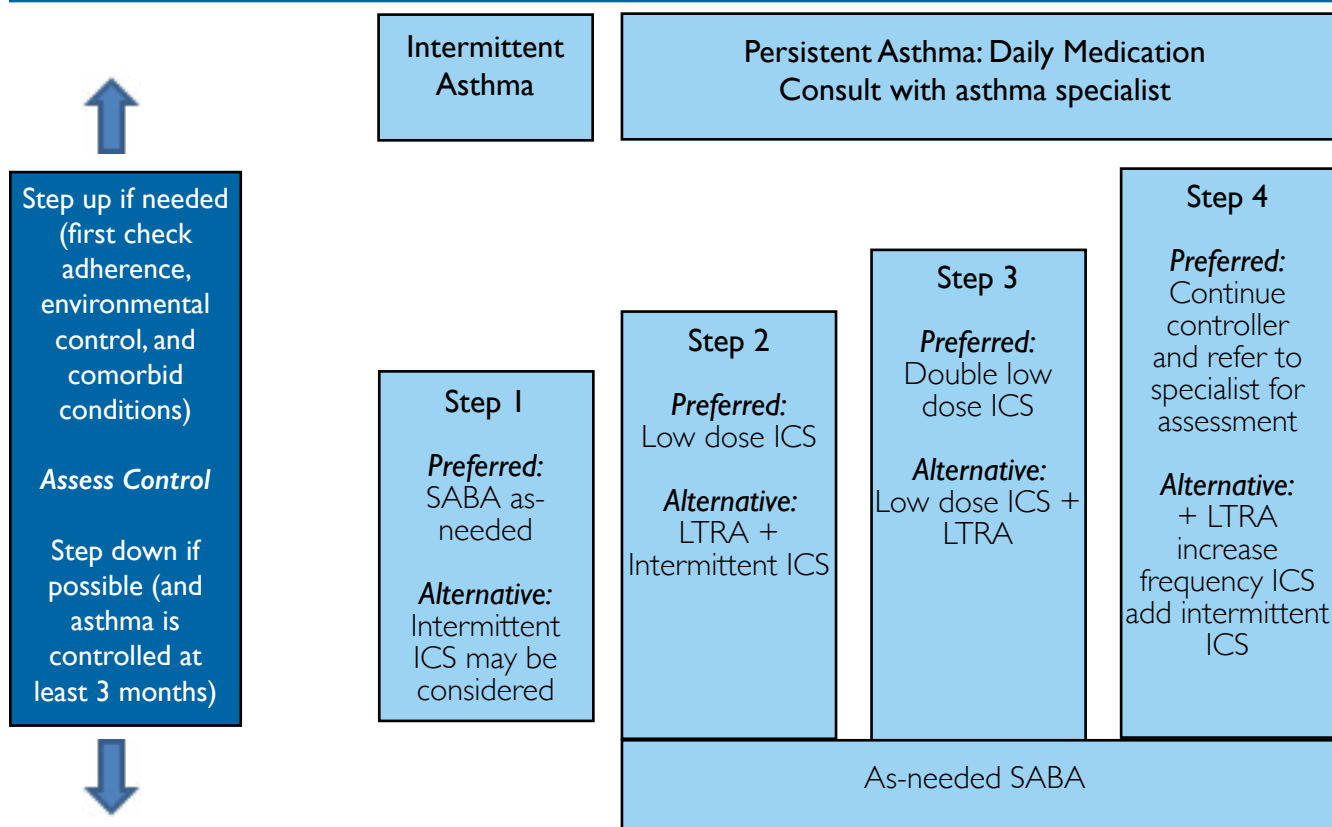 Intermittent
Asthma
Persistent Asthma: Daily Medication
Consult with asthma specialist
Step up if needed
(first check
adherence,
environmental
control, and
comorbid
conditions)
Assess Control
Step down if
possible (and
asthma is
controlled at
least 3 months)
Step 1
Preferred:
SABA as-
needed
Alternative:
Intermittent
ICS may be
considered
Step 2
Preferred:
Low dose ICS
Alternative:
LTRA +
Intermittent ICS
Step 3
Preferred:
Double low
dose ICS
Alternative:
Low dose ICS +
LTRA
Step 4
Preferred:
Continue
controller
and refer to
specialist for
assessment
Alternative:
+ LTRA
increase
frequency ICS
add intermittent
ICS
As-needed SABA